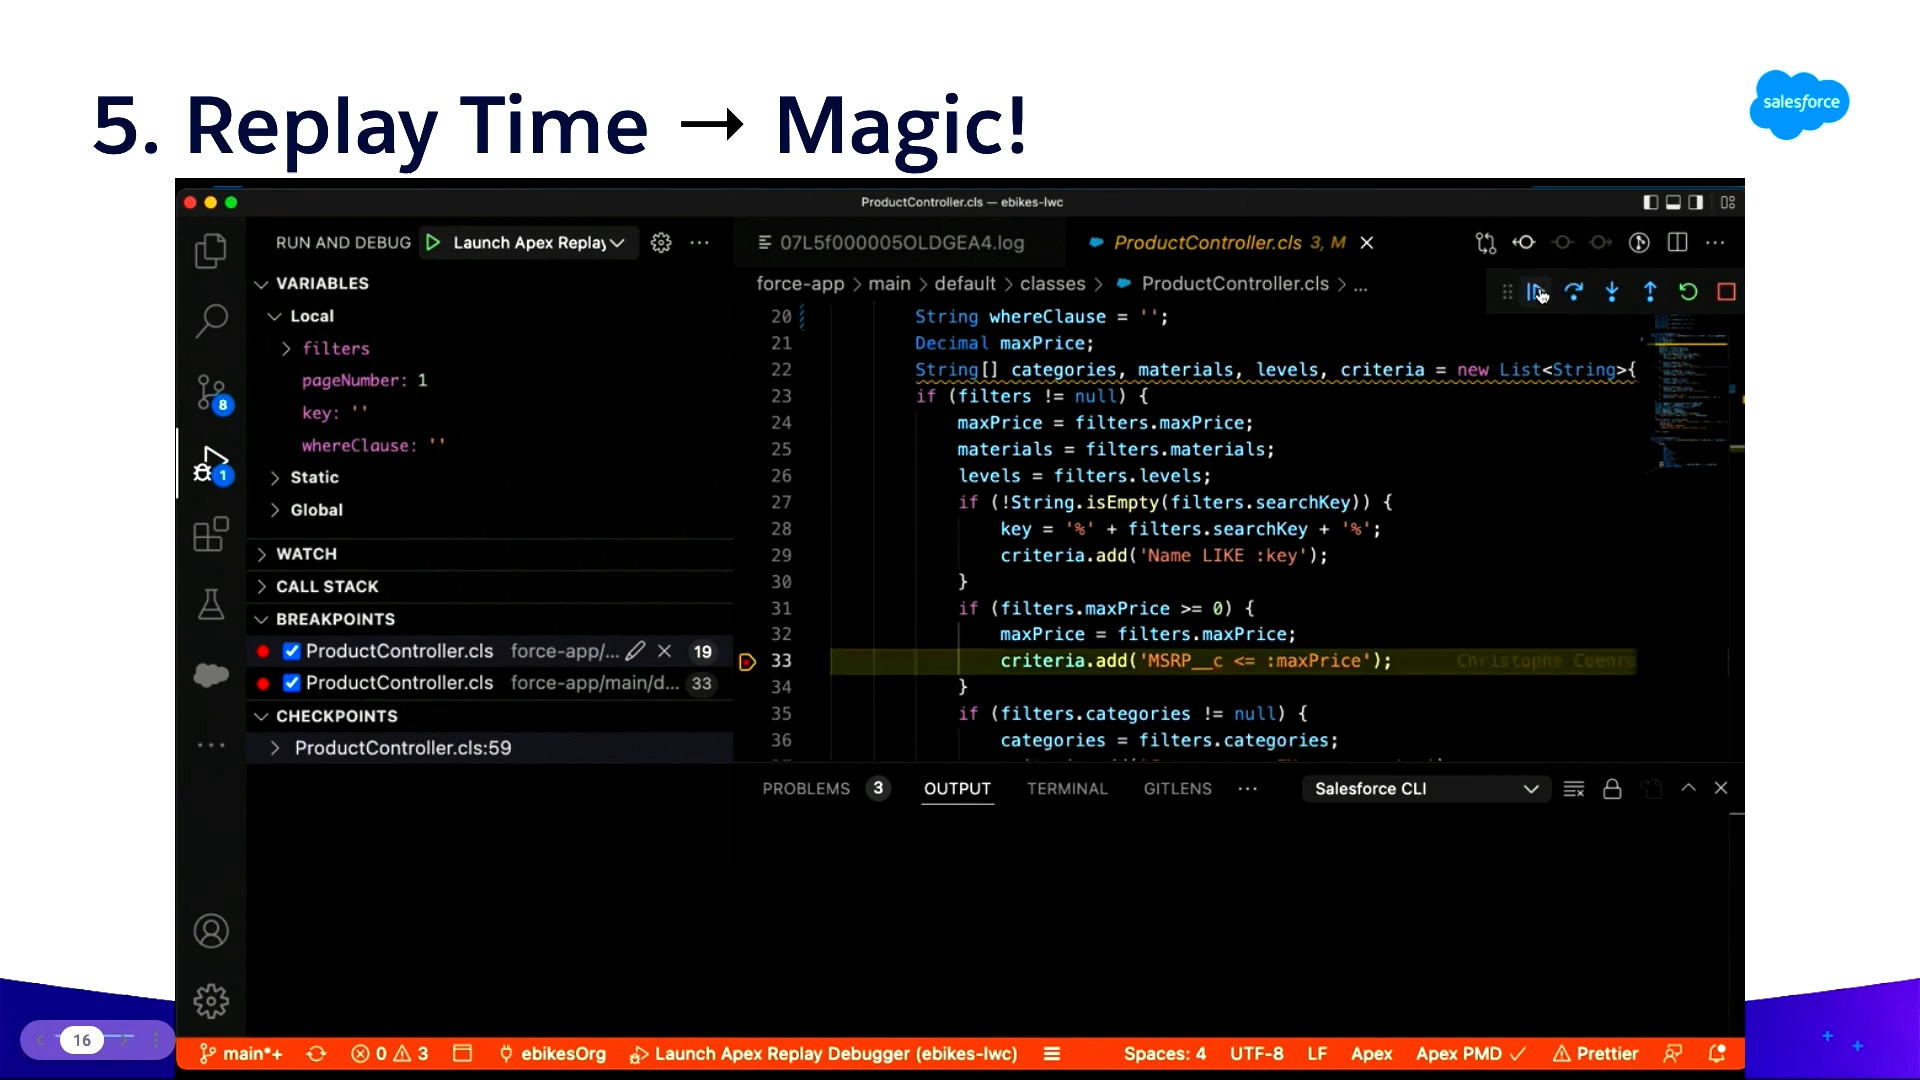 5. Replay Time → Magic!
salesforce
ProductController.cls — ebikes-lwc
RUN AND DEBUG
Launch Apex Replay
07L5f000005OLDGEA4.log
ProductController.cls 3, M
VARIABLES
Local
filters
pageNumber: 1
key: ''
whereClause: ''
Static
Global
WATCH
CALL STACK
BREAKPOINTS
ProductController.cls force-app/... 19
ProductController.cls force-app/main/d... 33
CHECKPOINTS
ProductController.cls:59
8
1
force-app > main > default > classes > ProductController.cls > ...
20 String whereClause = '';
21 Decimal maxPrice;
22 String[] categories, materials, levels, criteria = new List<String>{
23 if (filters != null) {
24 maxPrice = filters.maxPrice;
25 materials = filters.materials;
26 levels = filters.levels;
27 if (!String.isEmpty(filters.searchKey)) {
28 key = '%' + filters.searchKey + '%';
29 criteria.add('Name LIKE :key');
30 }
31 if (filters.maxPrice >= 0) {
32 maxPrice = filters.maxPrice;
33 criteria.add('MSRP__c <= :maxPrice'); Christophe
34 }
35 if (filters.categories != null) {
36 categories = filters.categories;
PROBLEMS 3 OUTPUT TERMINAL GITLENS ... Salesforce CLI
16
main*+ 0 3 ebikesOrg Launch Apex Replay Debugger (ebikes-lwc) Spaces: 4 UTF-8 LF Apex Apex PMD ✓ Prettier